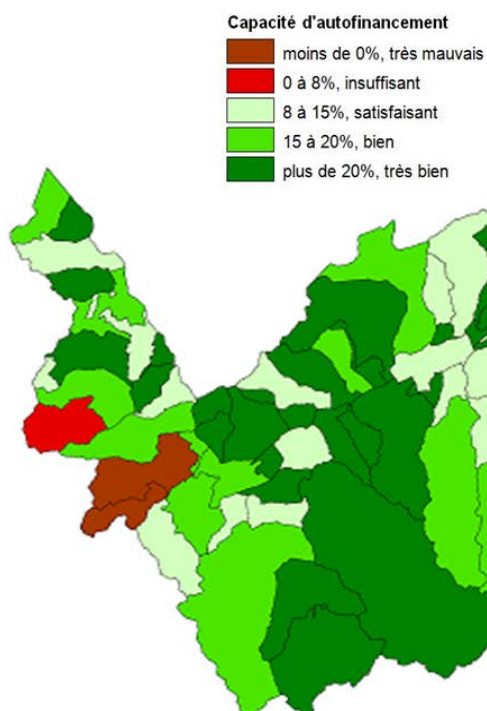 Capacité d'autofinancement
moins de 0%, très mauvais
0 à 8%, insuffisant
8 à 15%, satisfaisant
15 à 20%, bien
plus de 20%, très bien